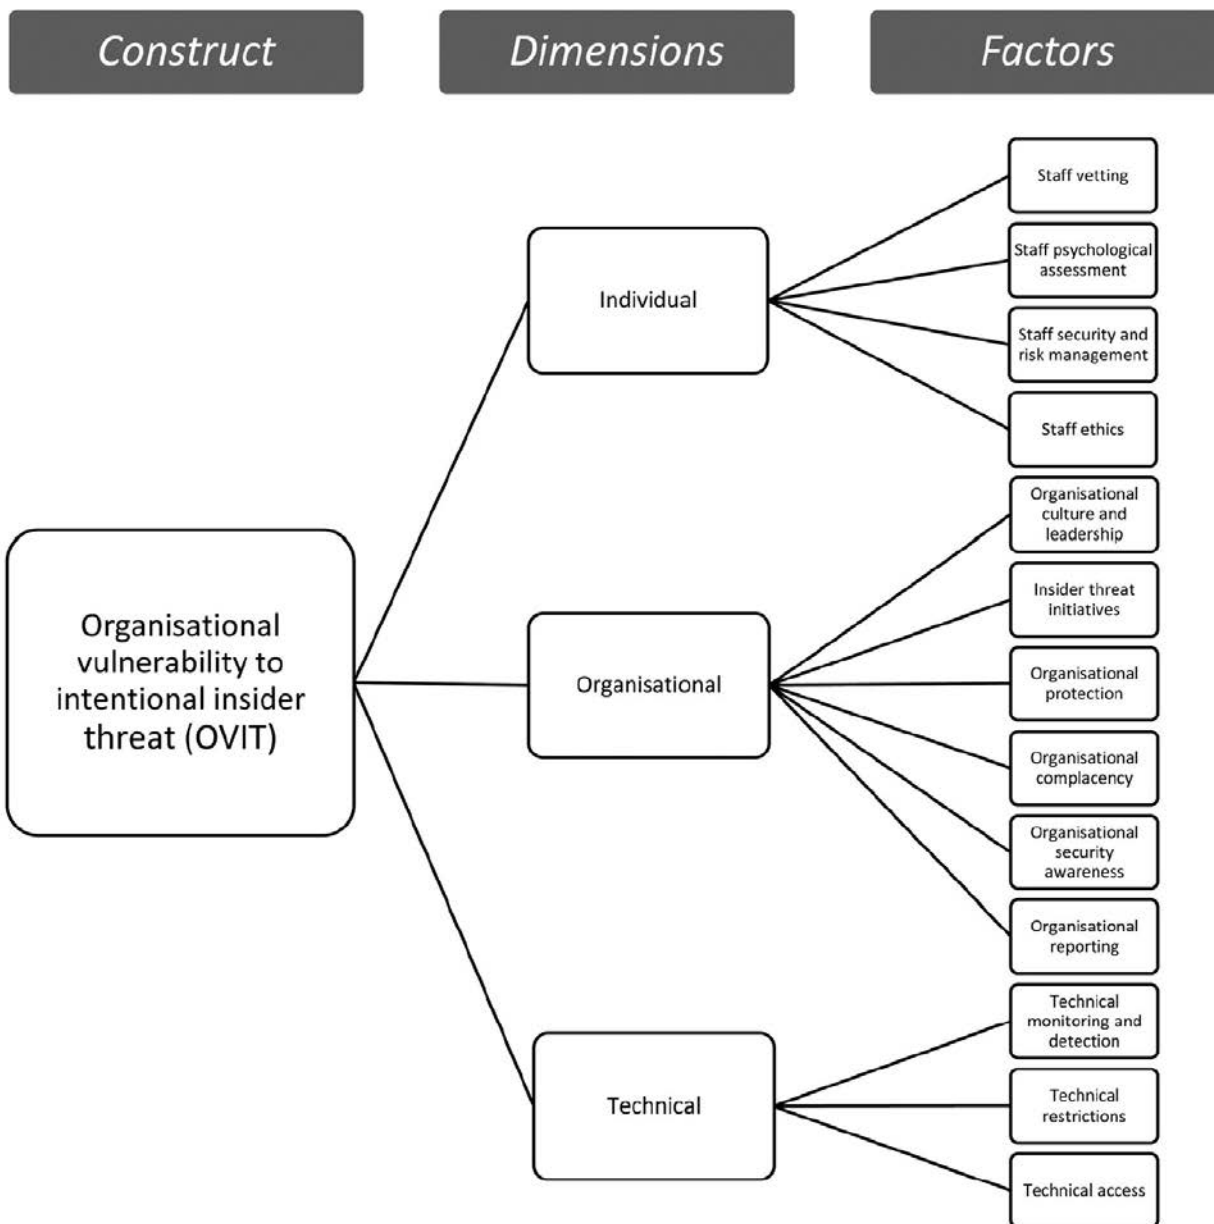 Construct
Dimensions
Factors
Organisational
vulnerability to
intentional insider
threat (OVIT)
Individual
Organisational
Technical
Staff vetting
Staff psychological
assessment
Staff security and
risk management
Staff ethics
Organisational
culture and
leadership
Insider threat
initiatives
Organisational
protection
Organisational
complacency
Organisational
security
awareness
Organisational
reporting
Technical
monitoring and
detection
Technical
restrictions
Technical access